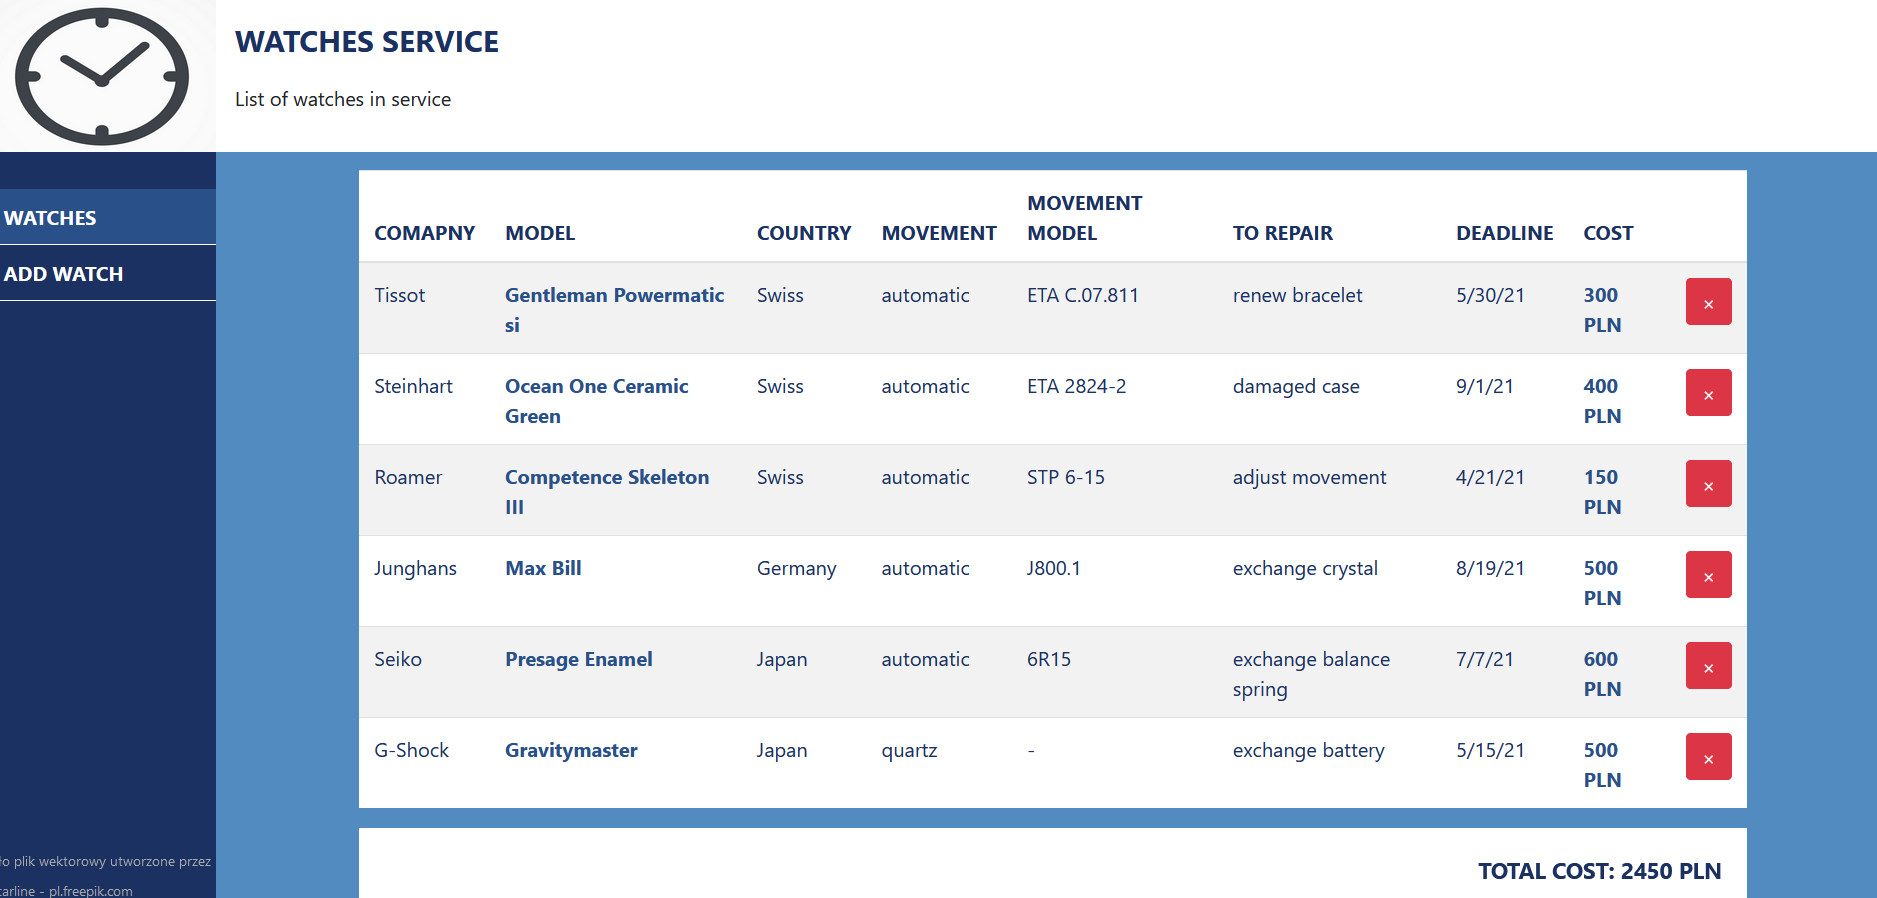 WATCHES SERVICE
List of watches in service
WATCHES
ADD WATCH
COMAPNY MODEL COUNTRY MOVEMENT MOVEMENT MODEL TO REPAIR DEADLINE COST
Tissot Gentleman Powermatic si Swiss automatic ETA C.07.811 renew bracelet 5/30/21 300 PLN ×
Steinhart Ocean One Ceramic Green Swiss automatic ETA 2824-2 damaged case 9/1/21 400 PLN ×
Roamer Competence Skeleton III Swiss automatic STP 6-15 adjust movement 4/21/21 150 PLN ×
Junghans Max Bill Germany automatic J800.1 exchange crystal 8/19/21 500 PLN ×
Seiko Presage Enamel Japan automatic 6R15 exchange balance spring 7/7/21 600 PLN ×
G-Shock Gravitymaster Japan quartz - exchange battery 5/15/21 500 PLN ×
TOTAL COST: 2450 PLN
plik wektorowy utworzone przez
- pl.freepik.com